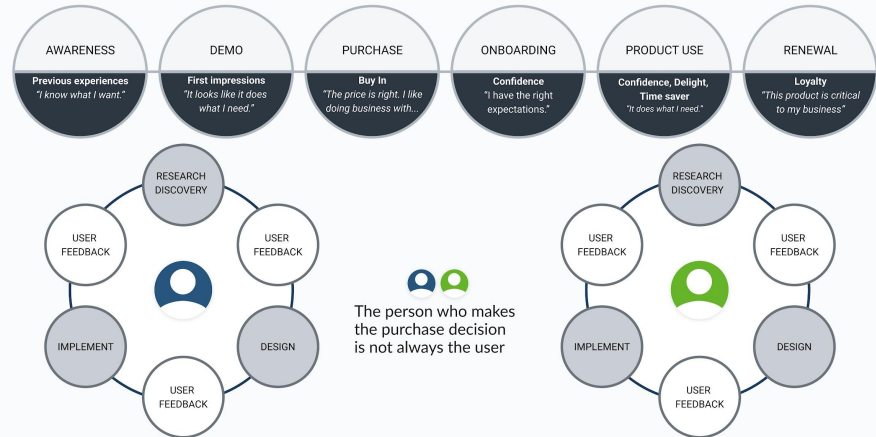 AWARENESS
Previous experiences
"I know what I want."
DEMO
First impressions
"It looks like it does
what I need."
PURCHASE
Buy In
"The price is right. I like
doing business with...
ONBOARDING
Confidence
"I have the right
expectations."
PRODUCT USE
Confidence, Delight,
Time saver
"It does what I need."
RENEWAL
Loyalty
"This product is critical
to my business"
RESEARCH
DISCOVERY
USER
FEEDBACK
USER
FEEDBACK
IMPLEMENT
DESIGN
USER
FEEDBACK
The person who makes
the purchase decision
is not always the user
RESEARCH
DISCOVERY
USER
FEEDBACK
USER
FEEDBACK
IMPLEMENT
DESIGN
USER
FEEDBACK